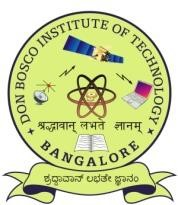 DON BOSCO INSTITUTE OF TECHNOLOGY
श्रद्धावान् लभते ज्ञानम्
BANGALORE
ಶ್ರದ್ಧಾವಾನ್ ಲಭತೇ ಜ್ಞಾನಂ